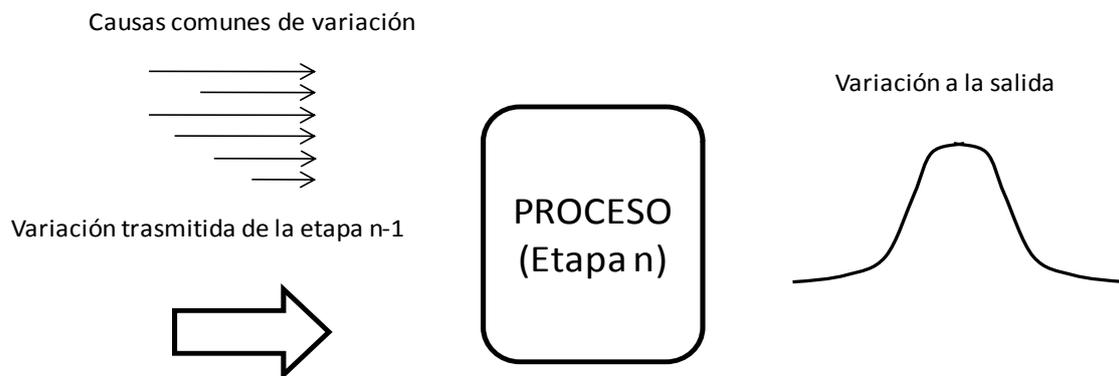 Causas comunes de variación
Variación a la salida
PROCESO
(Etapa n)
Variación trasmitida de la etapa n-1